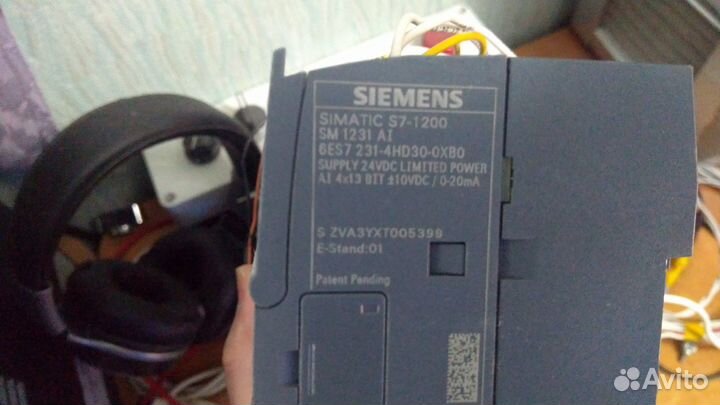 SIEMENS
SIMATIC S7-1200
SM 1231 AI
6ES7 231-4HD30-0XB0
SUPPLY 24VDC LIMITED POWER
AI 4x13 BIT ±10VDC / 0-20mA
S ZVA3YXT005399
E-Stand:01
Patent Pending
Avito